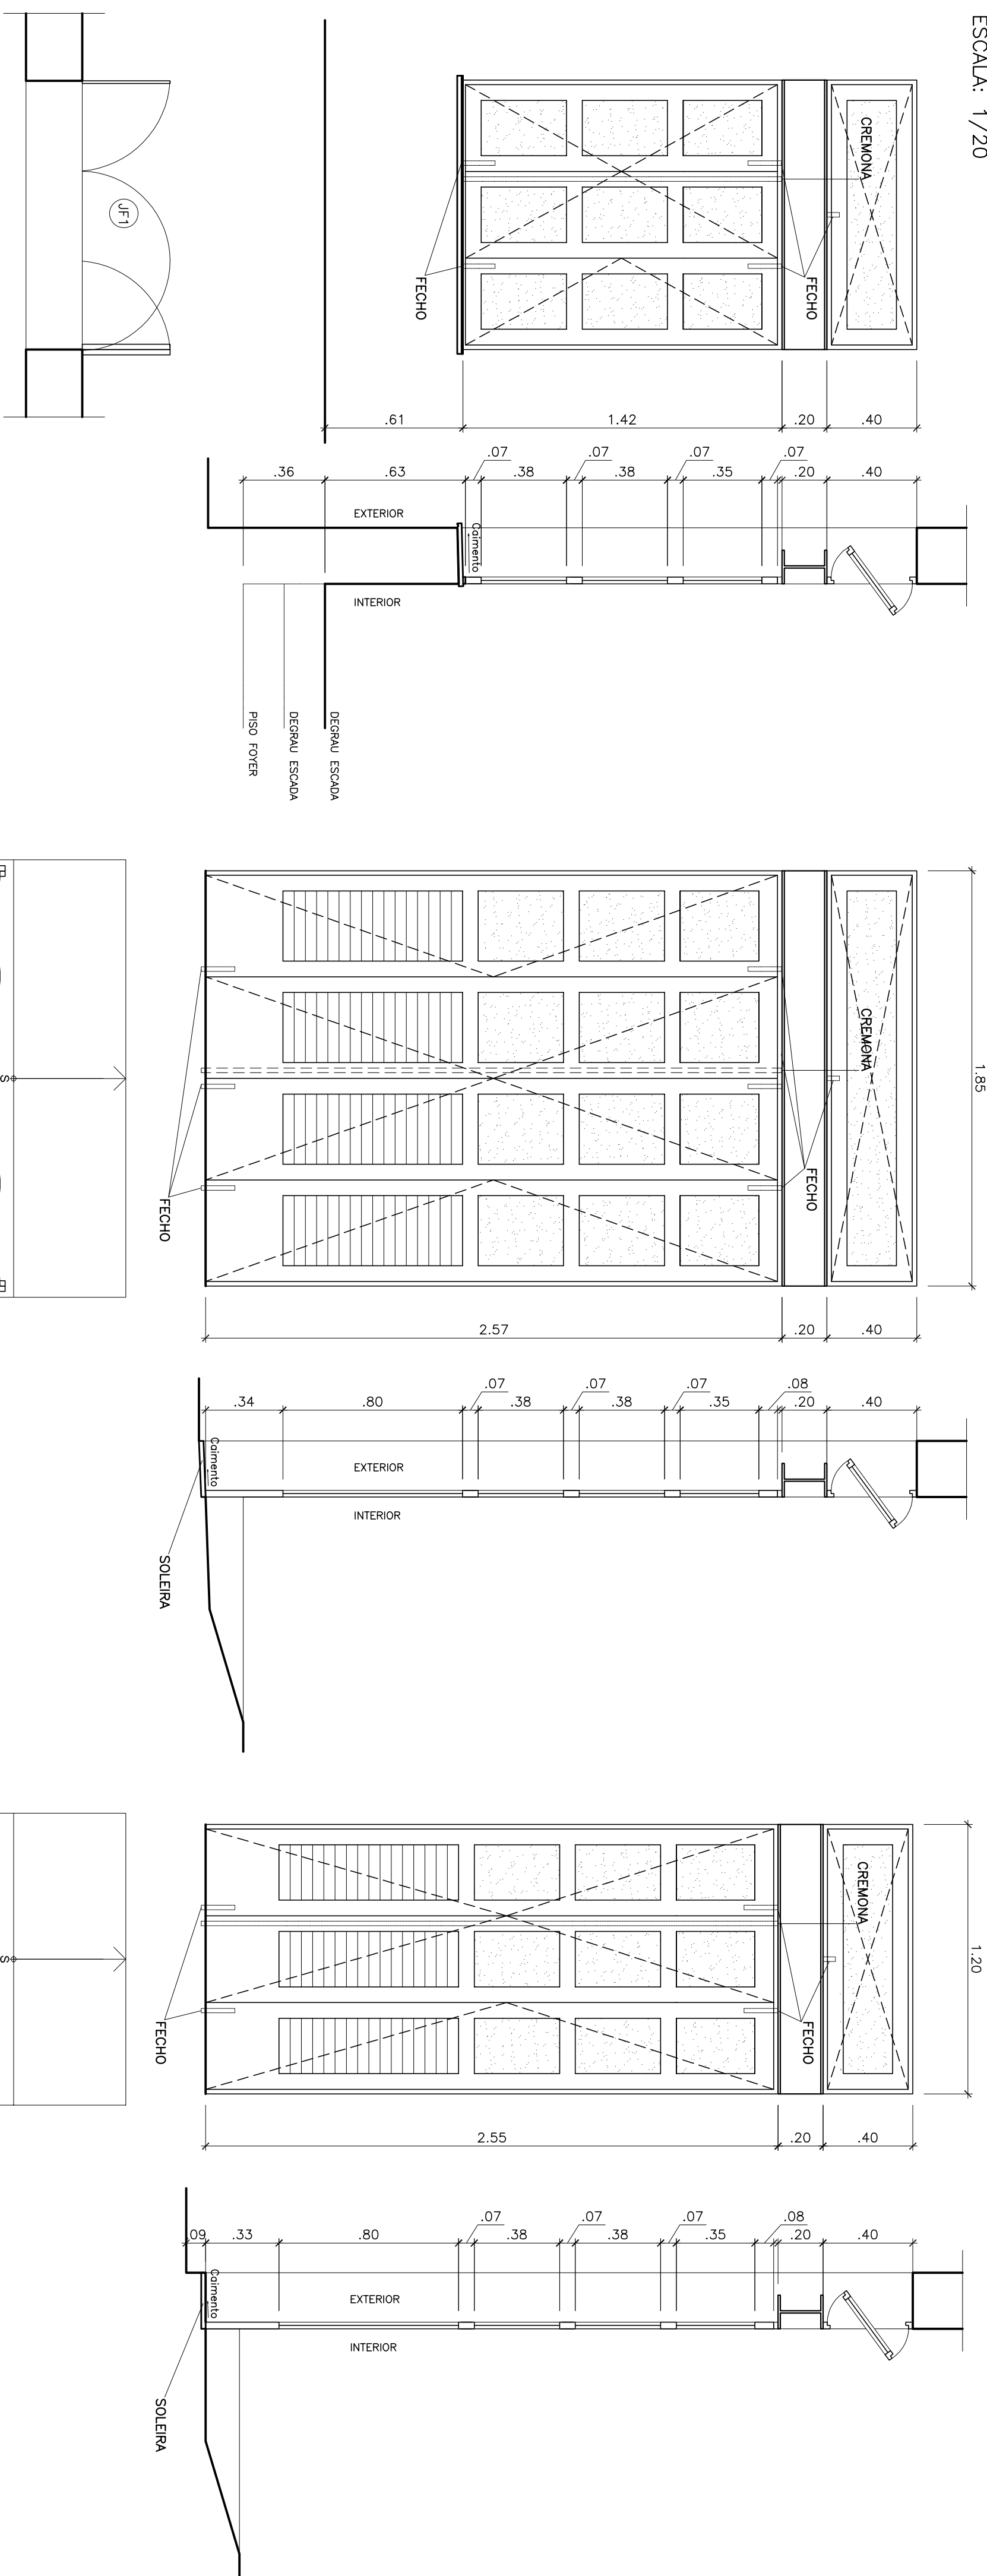 ESCALA: 1/20
CREMONA
FECHO
FECHO
.61
1.42
.20
.40
JF1
.36
.63
.07
.38
.07
.38
.07
.35
.07
.20
.40
EXTERIOR
INTERIOR
Caimento
DEGRAU ESCADA
DEGRAU ESCADA
PISO FOYER
1.85
CREMONA
FECHO
FECHO
S
2.57
.20
.40
.34
.80
.07
.38
.07
.38
.07
.35
.08
.20
.40
EXTERIOR
INTERIOR
Caimento
SOLEIRA
1.20
CREMONA
FECHO
FECHO
S
2.55
.20
.40
.09
.33
.80
.07
.38
.07
.38
.07
.35
.08
.20
.40
EXTERIOR
INTERIOR
Caimento
SOLEIRA